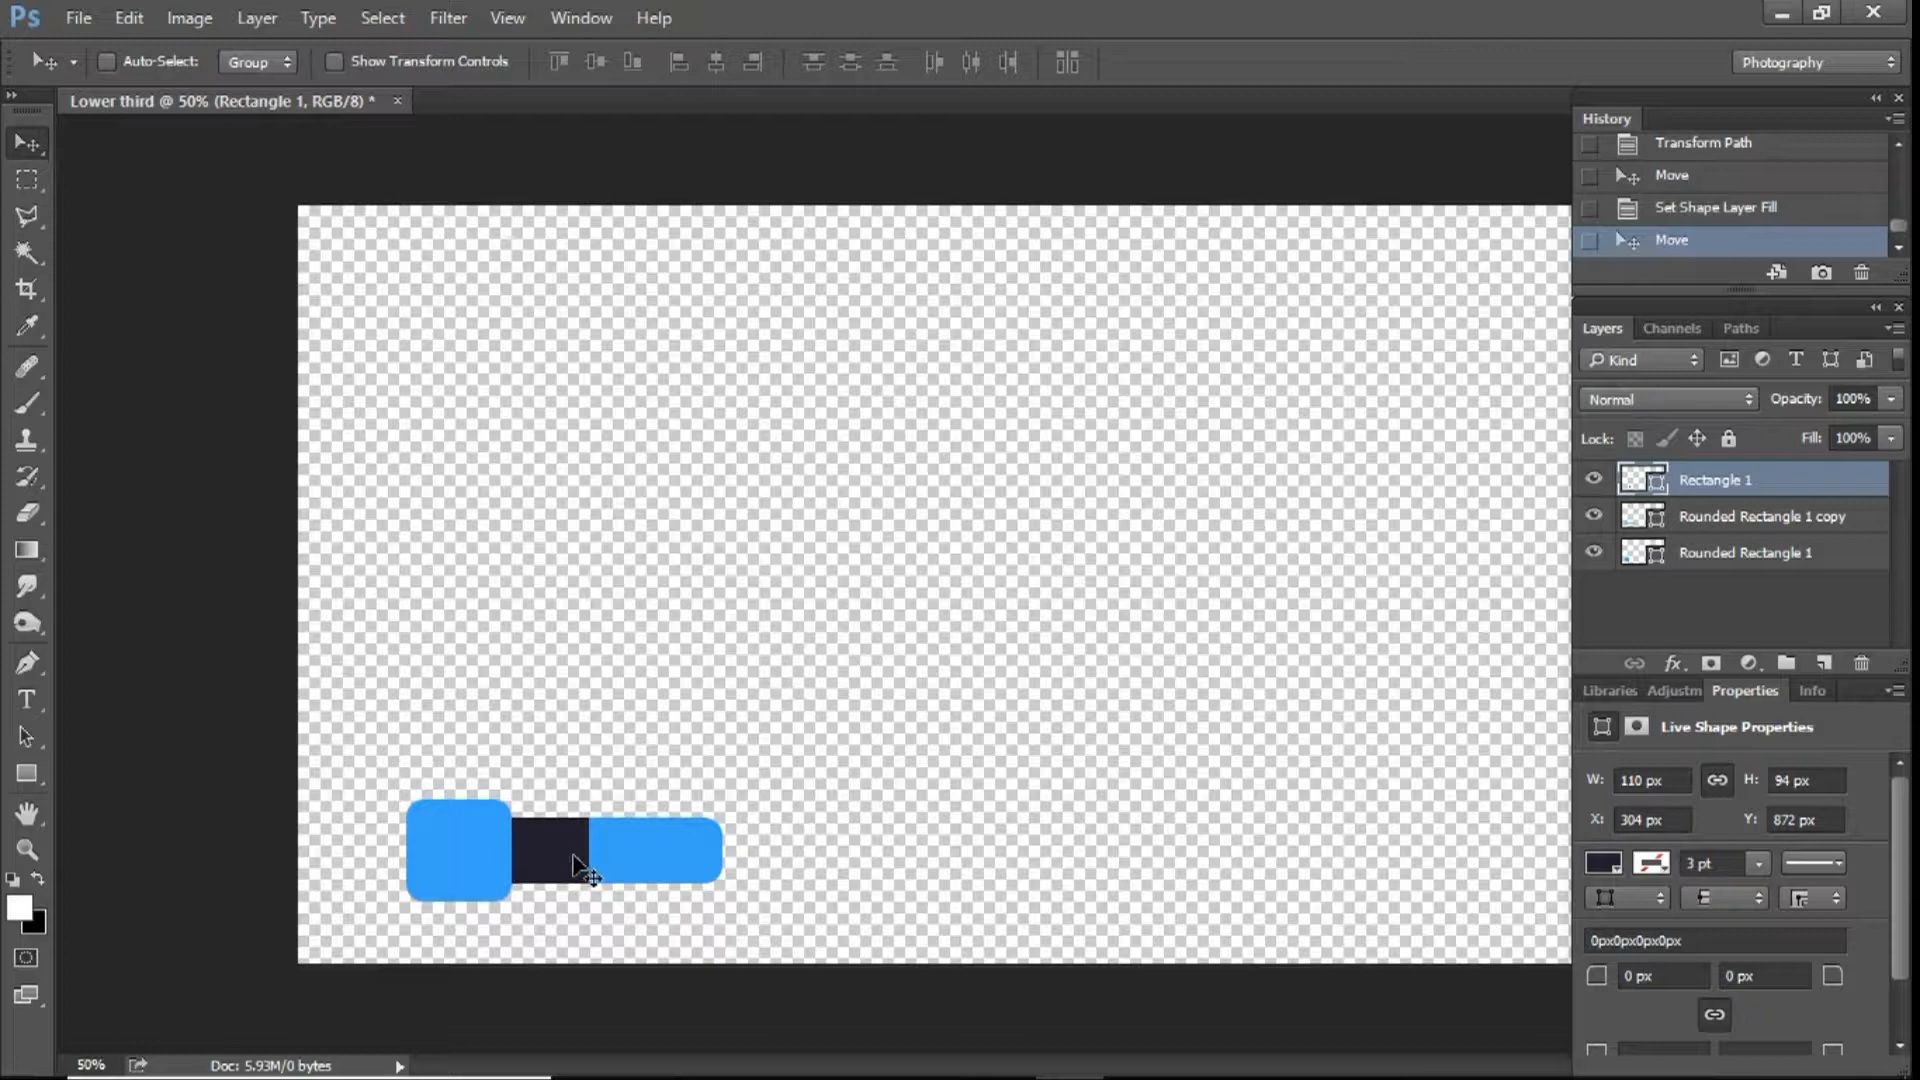 Ps File Edit Image Layer Type Select Filter View Window Help
Auto-Select: Group Show Transform Controls Photography
Lower third @ 50% (Rectangle 1, RGB/8) * ×
History
Transform Path
Move
Set Shape Layer Fill
Move
Layers Channels Paths
Kind
Normal Opacity: 100%
Lock: Fill: 100%
Rectangle 1
Rounded Rectangle 1 copy
Rounded Rectangle 1
fx
Libraries Adjustm Properties Info
Live Shape Properties
W: 110 px H: 94 px
X: 304 px Y: 872 px
3 pt
0px0px0px0px
0 px 0 px
50% Doc: 5.93M/0 bytes